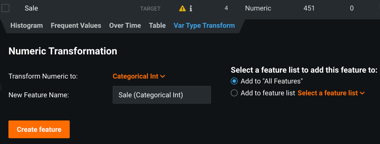 Sale TARGET 4 Numeric 451 0
Histogram Frequent Values Over Time Table Var Type Transform
Numeric Transformation
Transform Numeric to: Categorical Int
Select a feature list to add this feature to:
Add to "All Features"
New Feature Name: Sale (Categorical Int)
Add to feature list Select a feature list
Create feature